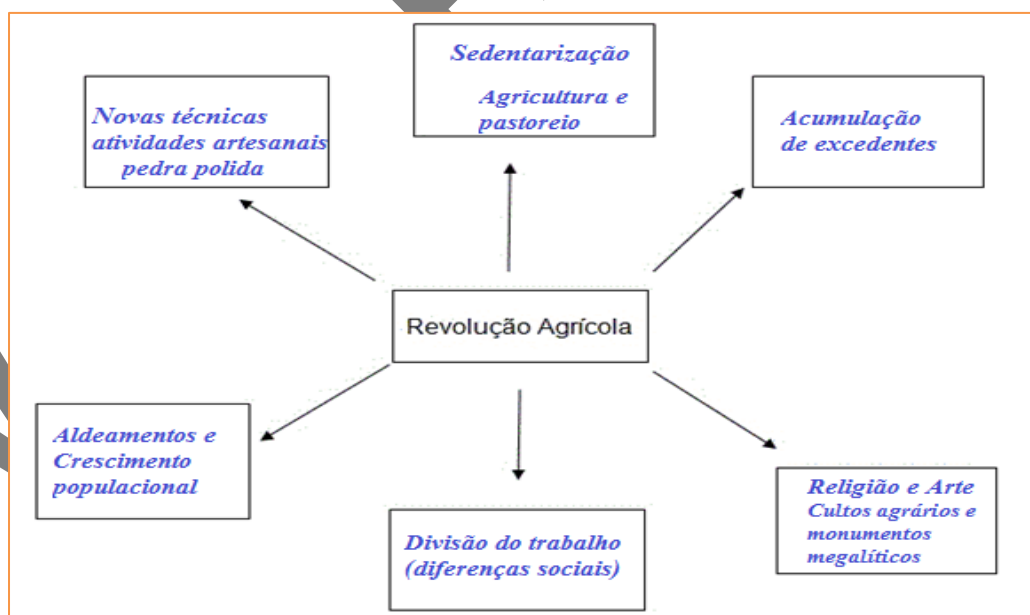 Sedentarização
Agricultura e
pastoreio
Novas técnicas
atividades artesanais
pedra polida
Acumulação
de excedentes
Revolução Agrícola
Aldeamentos e
Crescimento
populacional
Divisão do trabalho
(diferenças sociais)
Religião e Arte
Cultos agrários e
monumentos
megalíticos